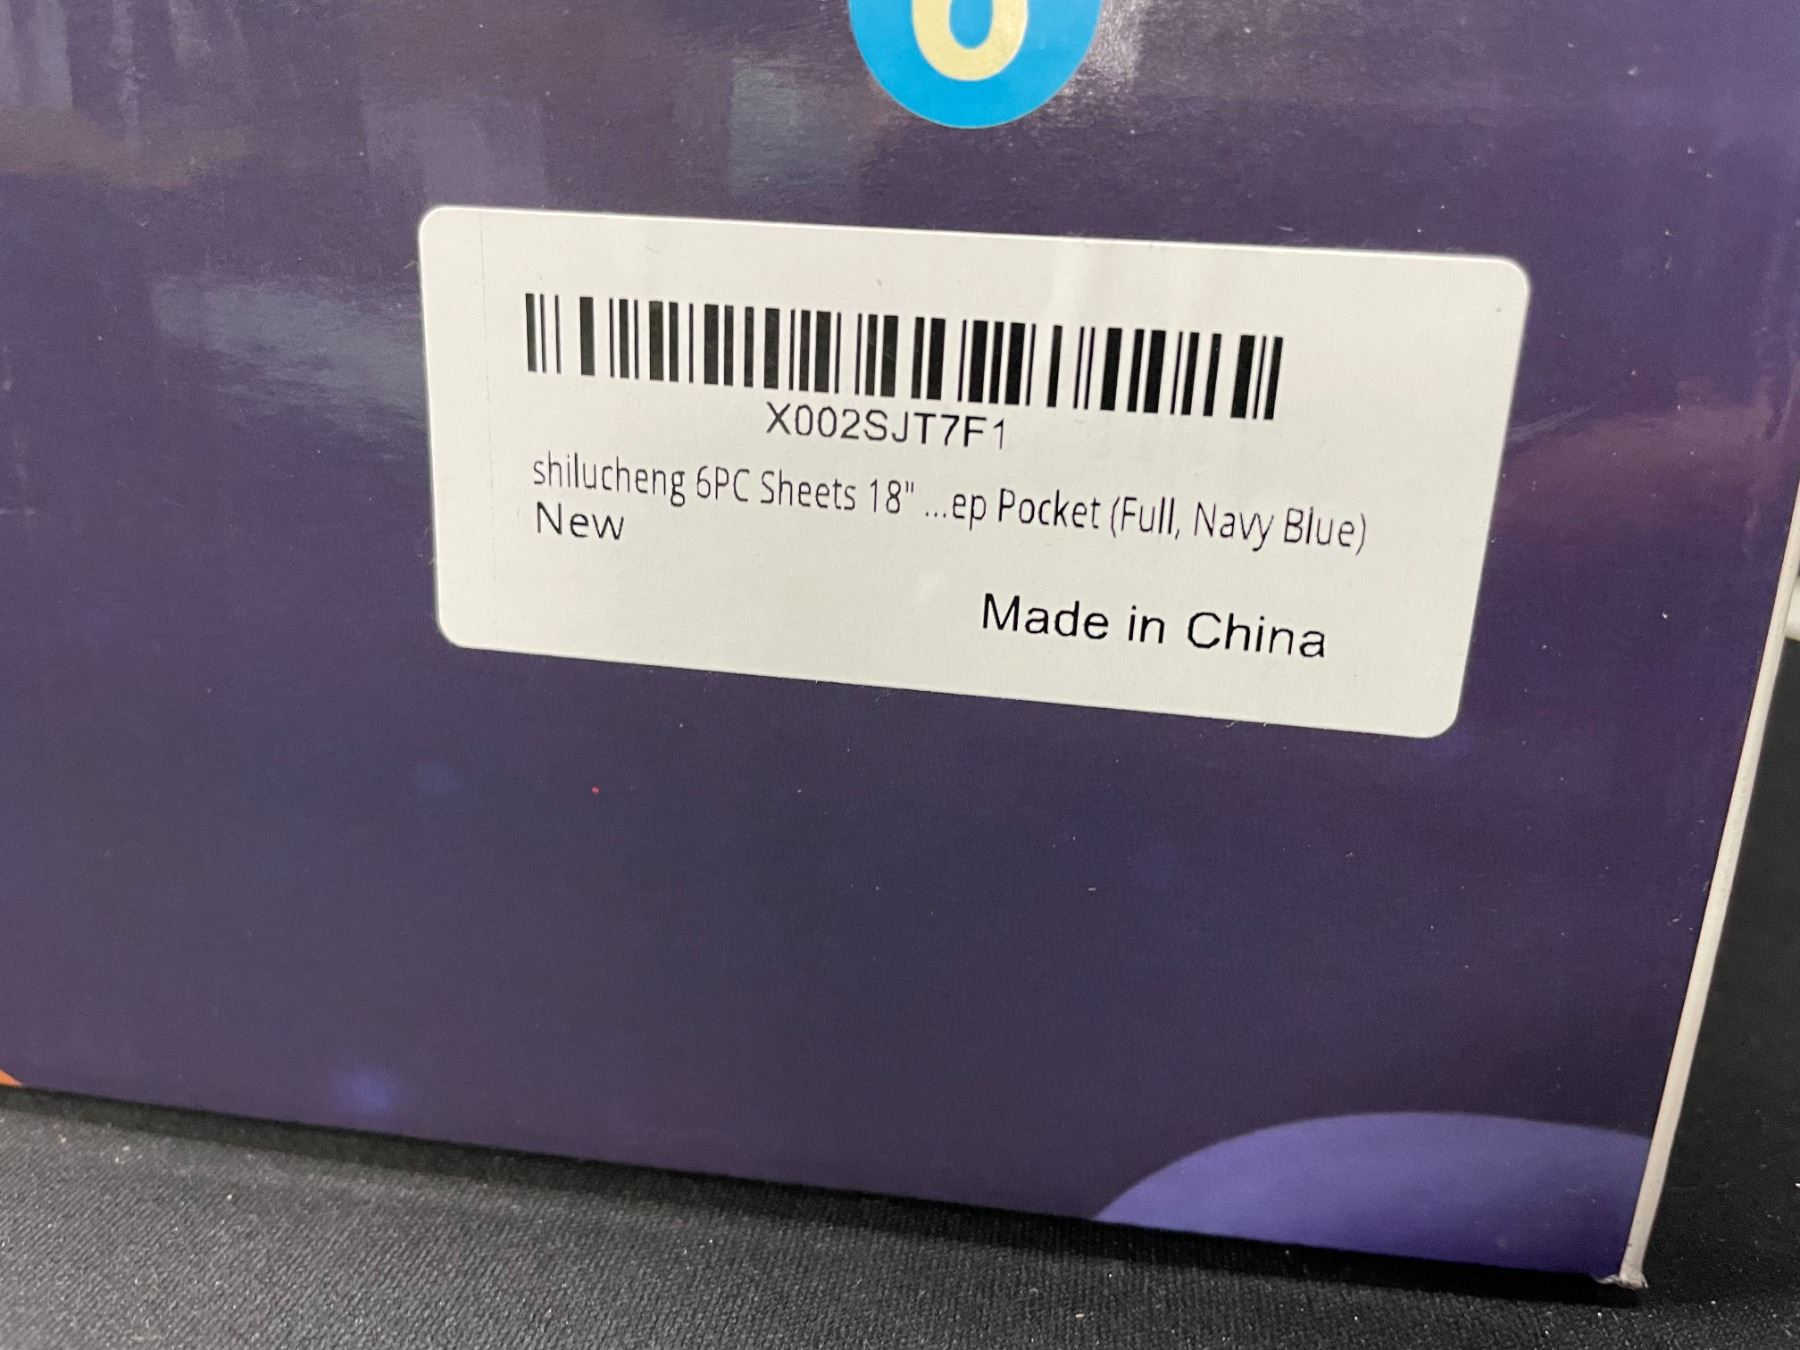 X002SJT7F1
shilucheng 6PC Sheets 18" ...ep Pocket (Full, Navy Blue)
New
Made in China